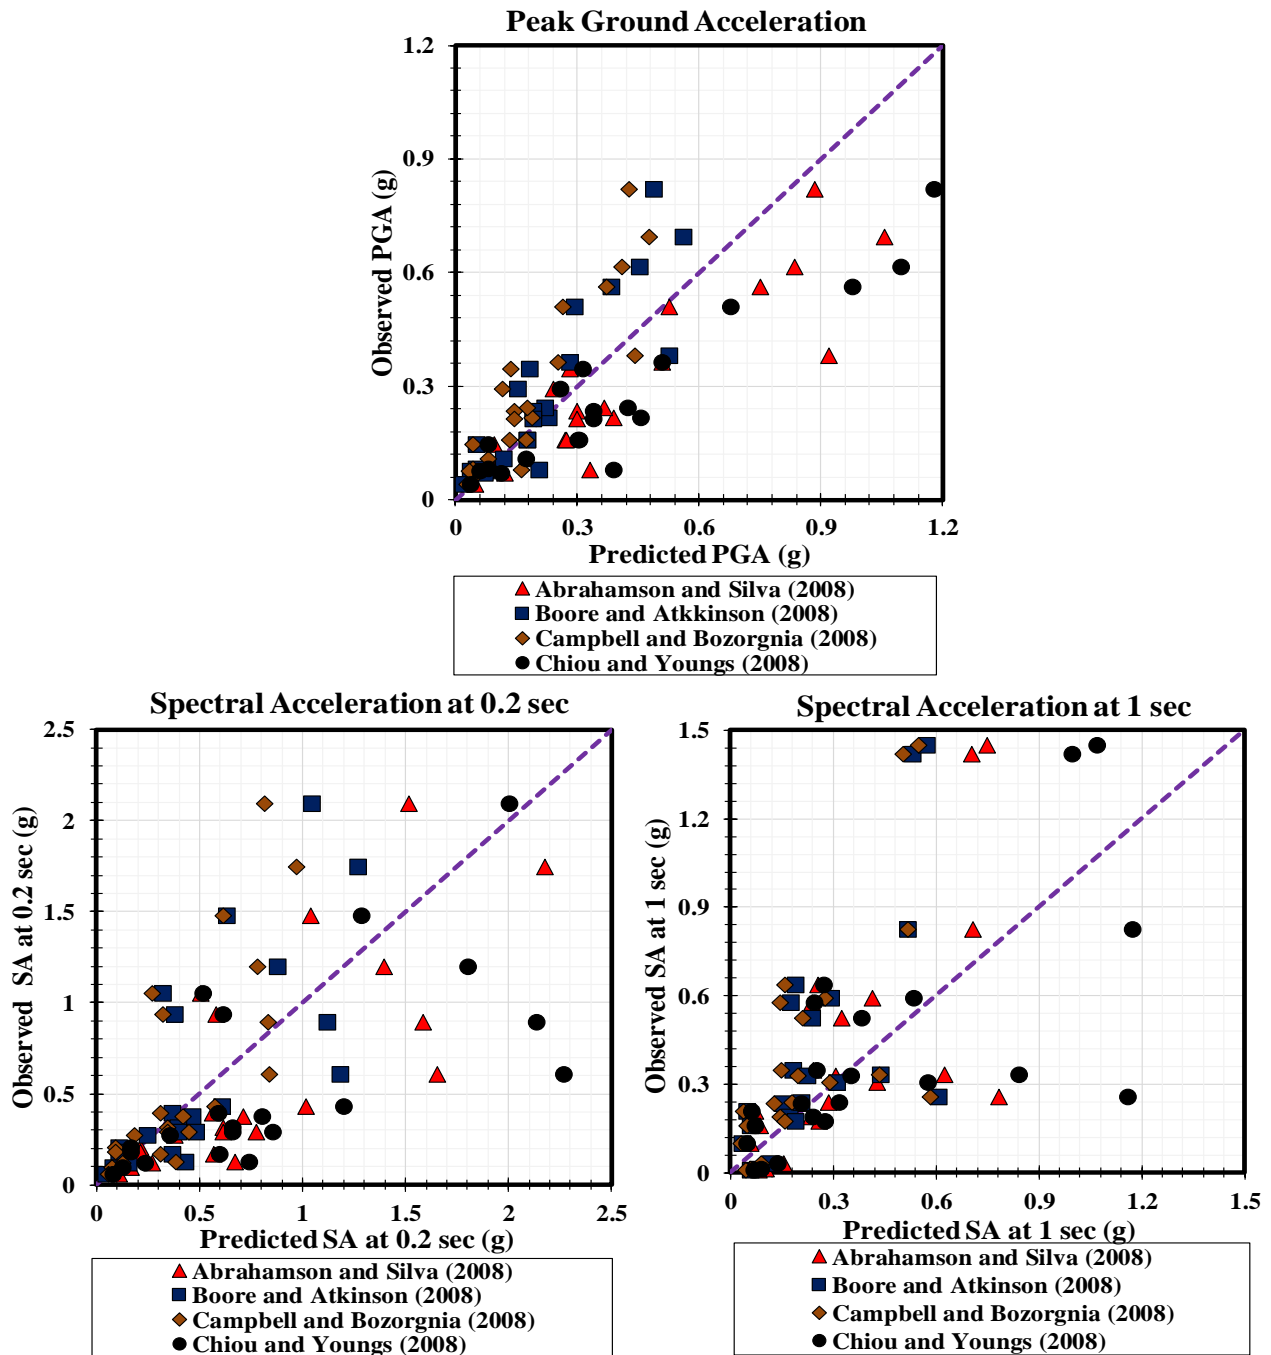 Peak Ground Acceleration
1.2
0.9
0.6
0.3
0
Observed PGA (g)
0 0.3 0.6 0.9 1.2
Predicted PGA (g)
Abrahamson and Silva (2008)
Boore and Atkkinson (2008)
Campbell and Bozorgnia (2008)
Chiou and Youngs (2008)
Spectral Acceleration at 0.2 sec
2.5
2
1.5
1
0.5
0
Observed SA at 0.2 sec (g)
0 0.5 1 1.5 2 2.5
Predicted SA at 0.2 sec (g)
Abrahamson and Silva (2008)
Boore and Atkinson (2008)
Campbell and Bozorgnia (2008)
Chiou and Youngs (2008)
Spectral Acceleration at 1 sec
1.5
1.2
0.9
0.6
0.3
0
Observed SA at 1 sec (g)
0 0.3 0.6 0.9 1.2 1.5
Predicted SA at 1 sec (g)
Abrahamson and Silva (2008)
Boore and Atkinson (2008)
Campbell and Bozorgnia (2008)
Chiou and Youngs (2008)